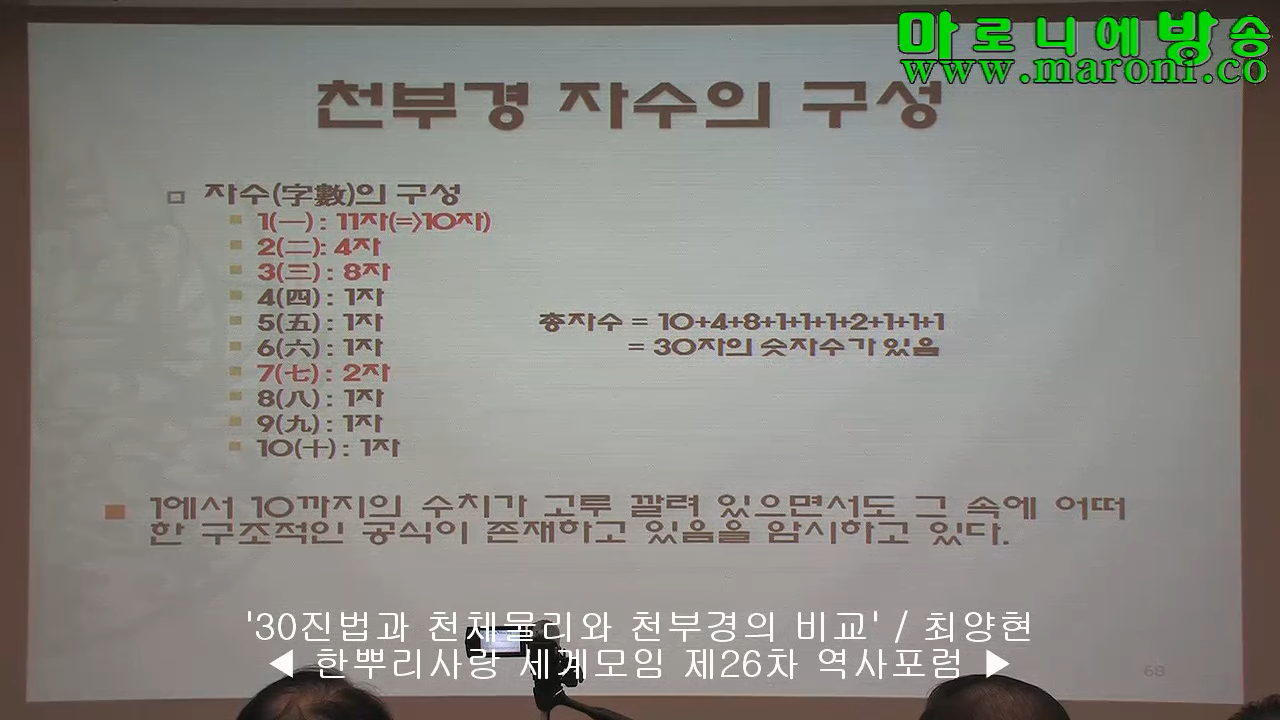 마로니에방송
www.maroni.co
천부경 자수의 구성
자수(字數)의 구성
1(一) : 11자(=>10자)
2(二): 4자
3(三) : 8자
4(四) : 1자
5(五) : 1자
6(六) : 1자
7(七) : 2자
8(八) : 1자
9(九) : 1자
10(十) : 1자
총자수 = 10+4+8+1+1+1+2+1+1+1
= 30자의 숫자수가 있음
1에서 10까지의 수치가 고루 깔려 있으면서도 그 속에 어떠
한 구조적인 공식이 존재하고 있음을 암시하고 있다.
'30진법과 천체물리와 천부경의 비교' / 최양현
◀ 한뿌리사랑 세계모임 제26차 역사포럼 ▶
68